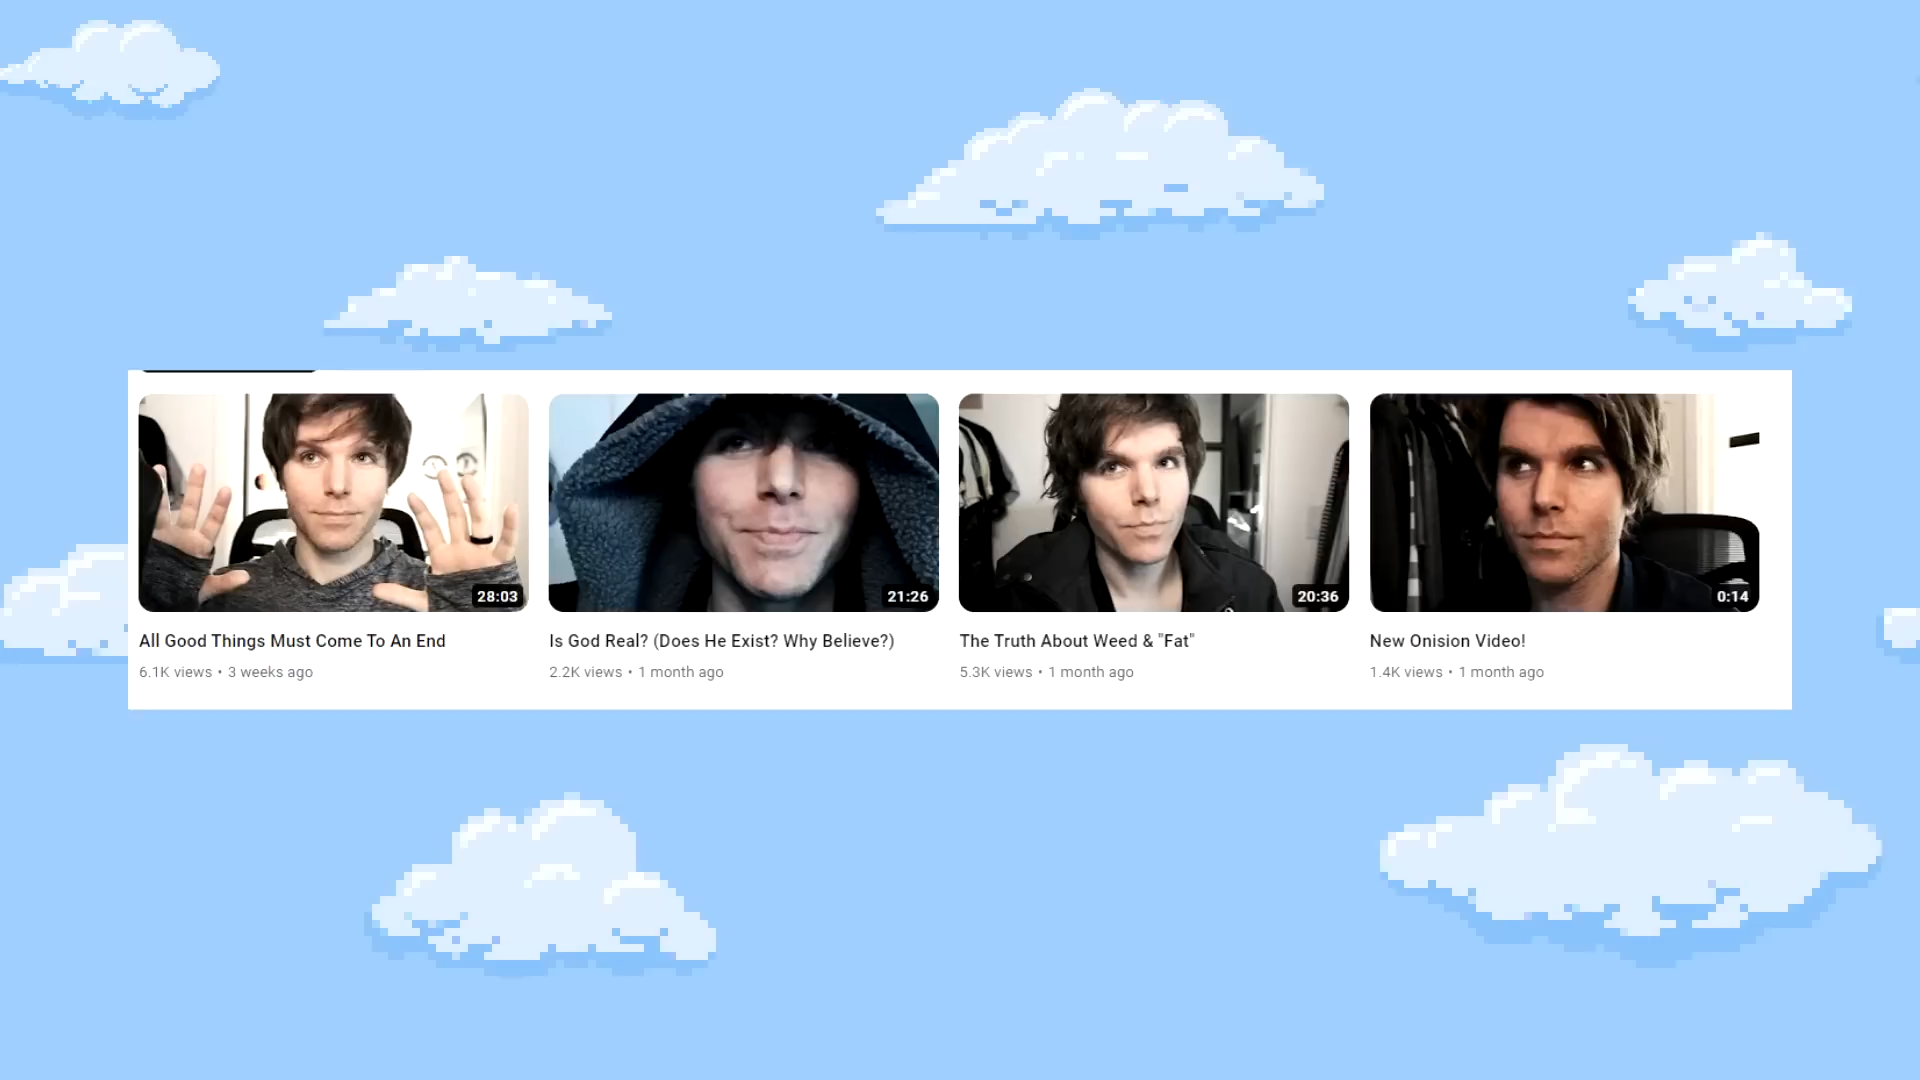 28:03
21:26
20:36
0:14
All Good Things Must Come To An End
Is God Real? (Does He Exist? Why Believe?)
The Truth About Weed & "Fat"
New Onision Video!
6.1K views • 3 weeks ago
2.2K views • 1 month ago
5.3K views • 1 month ago
1.4K views • 1 month ago